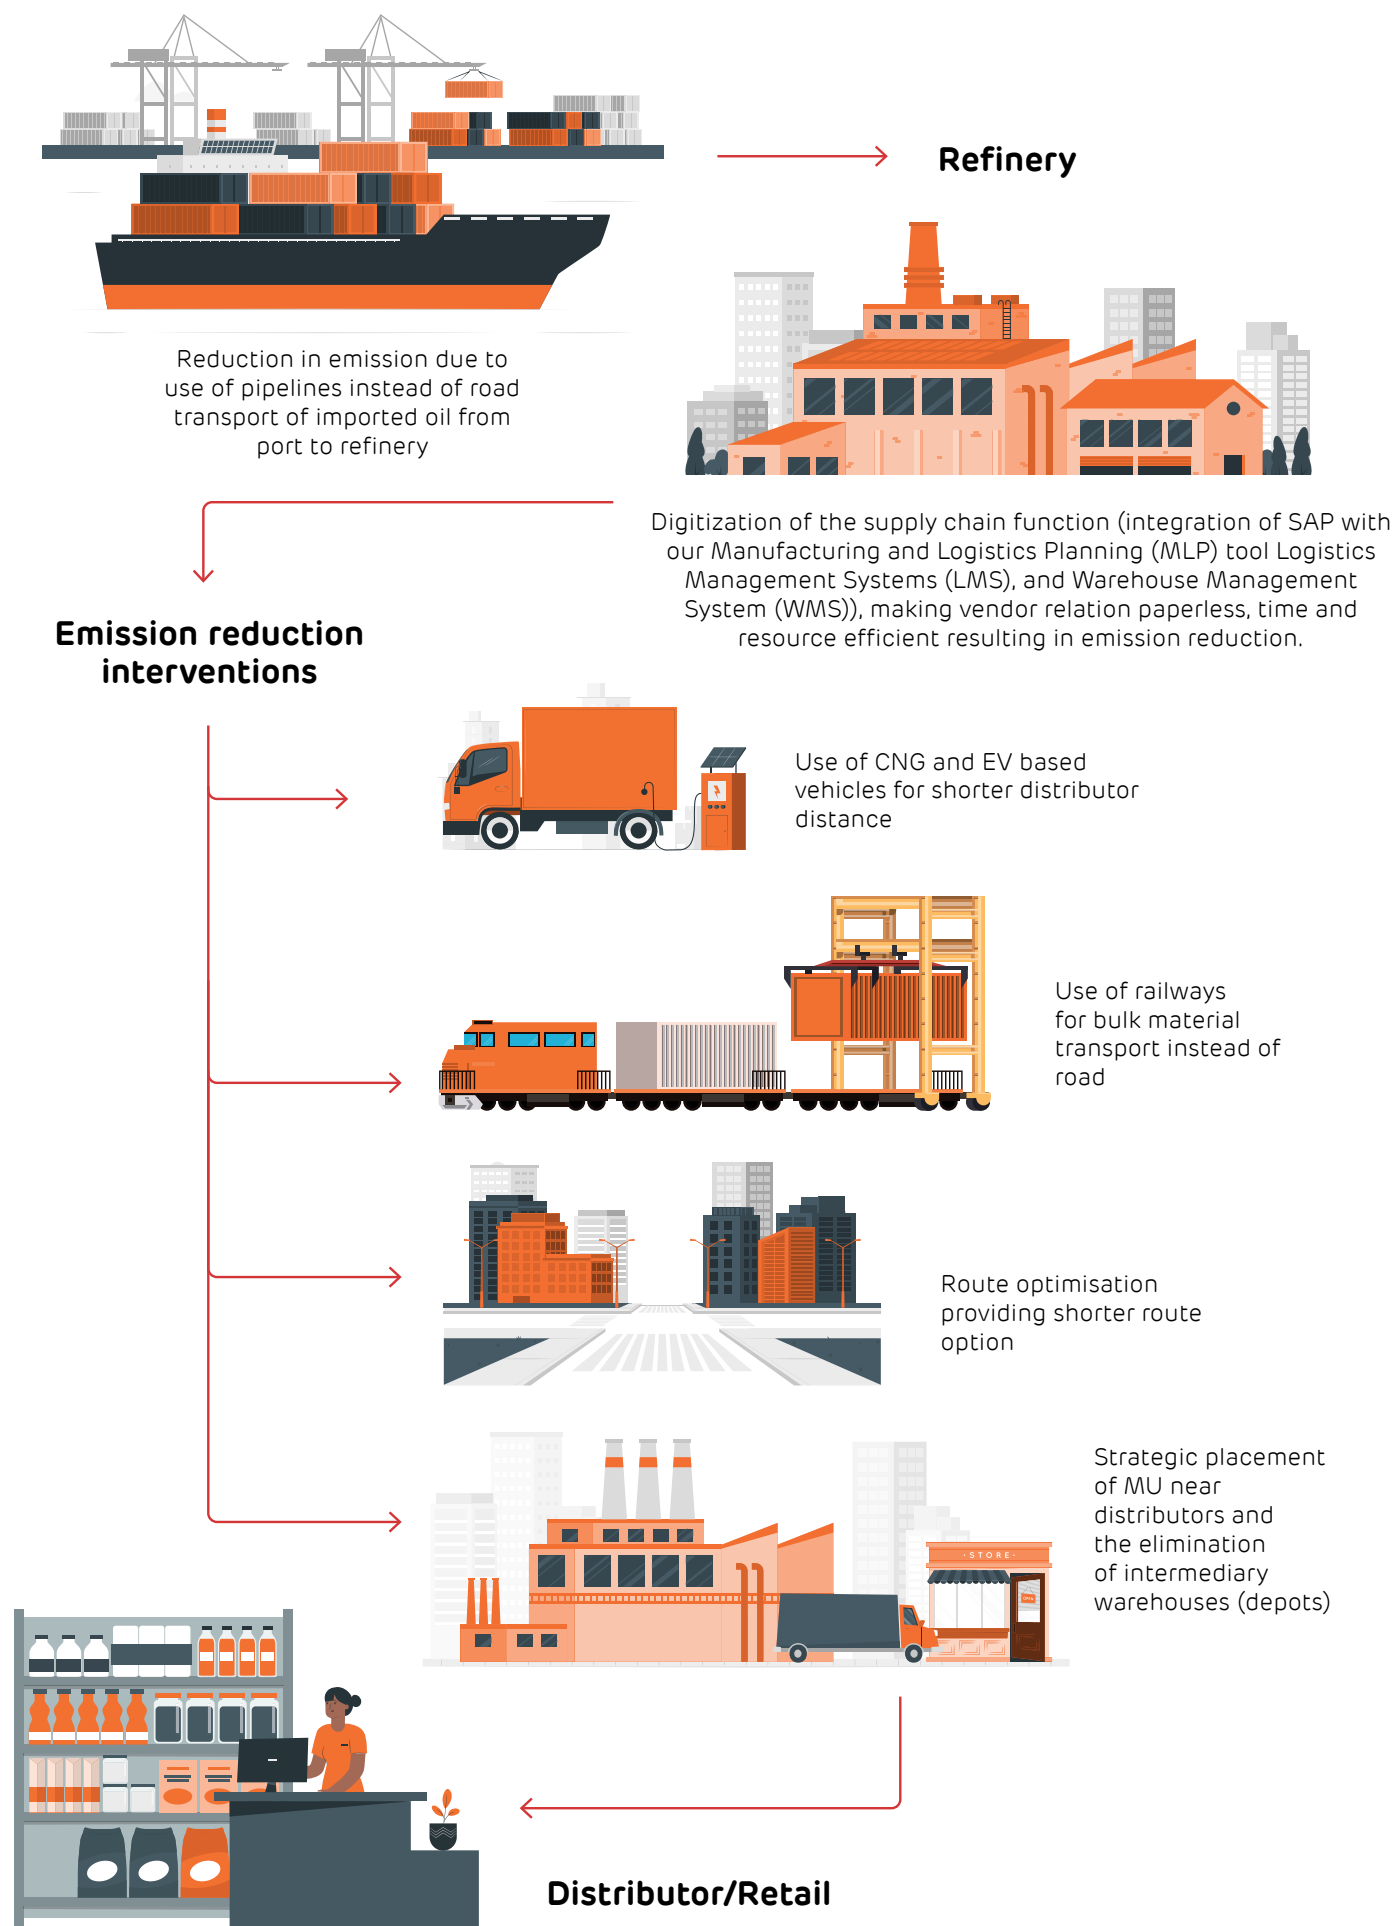 Refinery
Reduction in emission due to
use of pipelines instead of road
transport of imported oil from
port to refinery
Digitization of the supply chain function (integration of SAP with
our Manufacturing and Logistics Planning (MLP) tool Logistics
Management Systems (LMS), and Warehouse Management
System (WMS)), making vendor relation paperless, time and
resource efficient resulting in emission reduction.
Emission reduction
interventions
Use of CNG and EV based
vehicles for shorter distributor
distance
Use of railways
for bulk material
transport instead of
road
Route optimisation
providing shorter route
option
Strategic placement
of MU near
distributors and
the elimination
of intermediary
warehouses (depots)
·STORE·
OPEN
Distributor/Retail